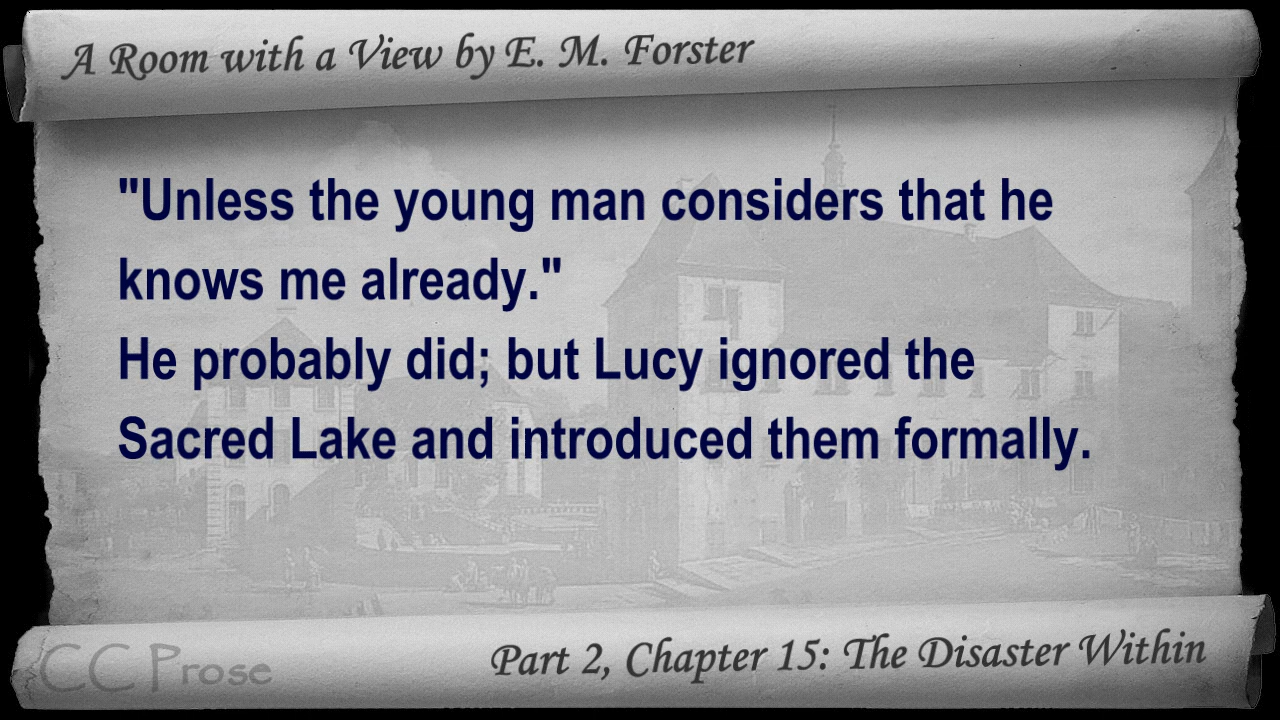 A Room with a View by E. M. Forster
"Unless the young man considers that he
knows me already."
He probably did; but Lucy ignored the
Sacred Lake and introduced them formally.
CC Prose
Part 2, Chapter 15: The Disaster Within